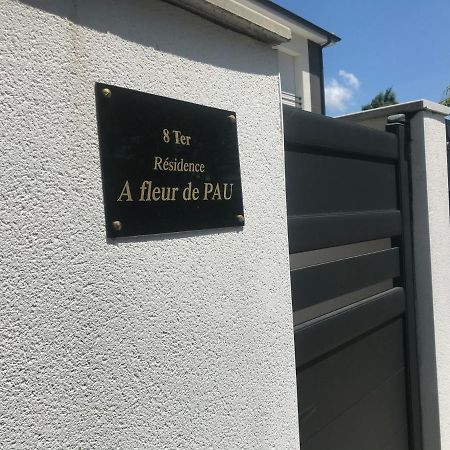 8 Ter
Résidence
A fleur de PAU